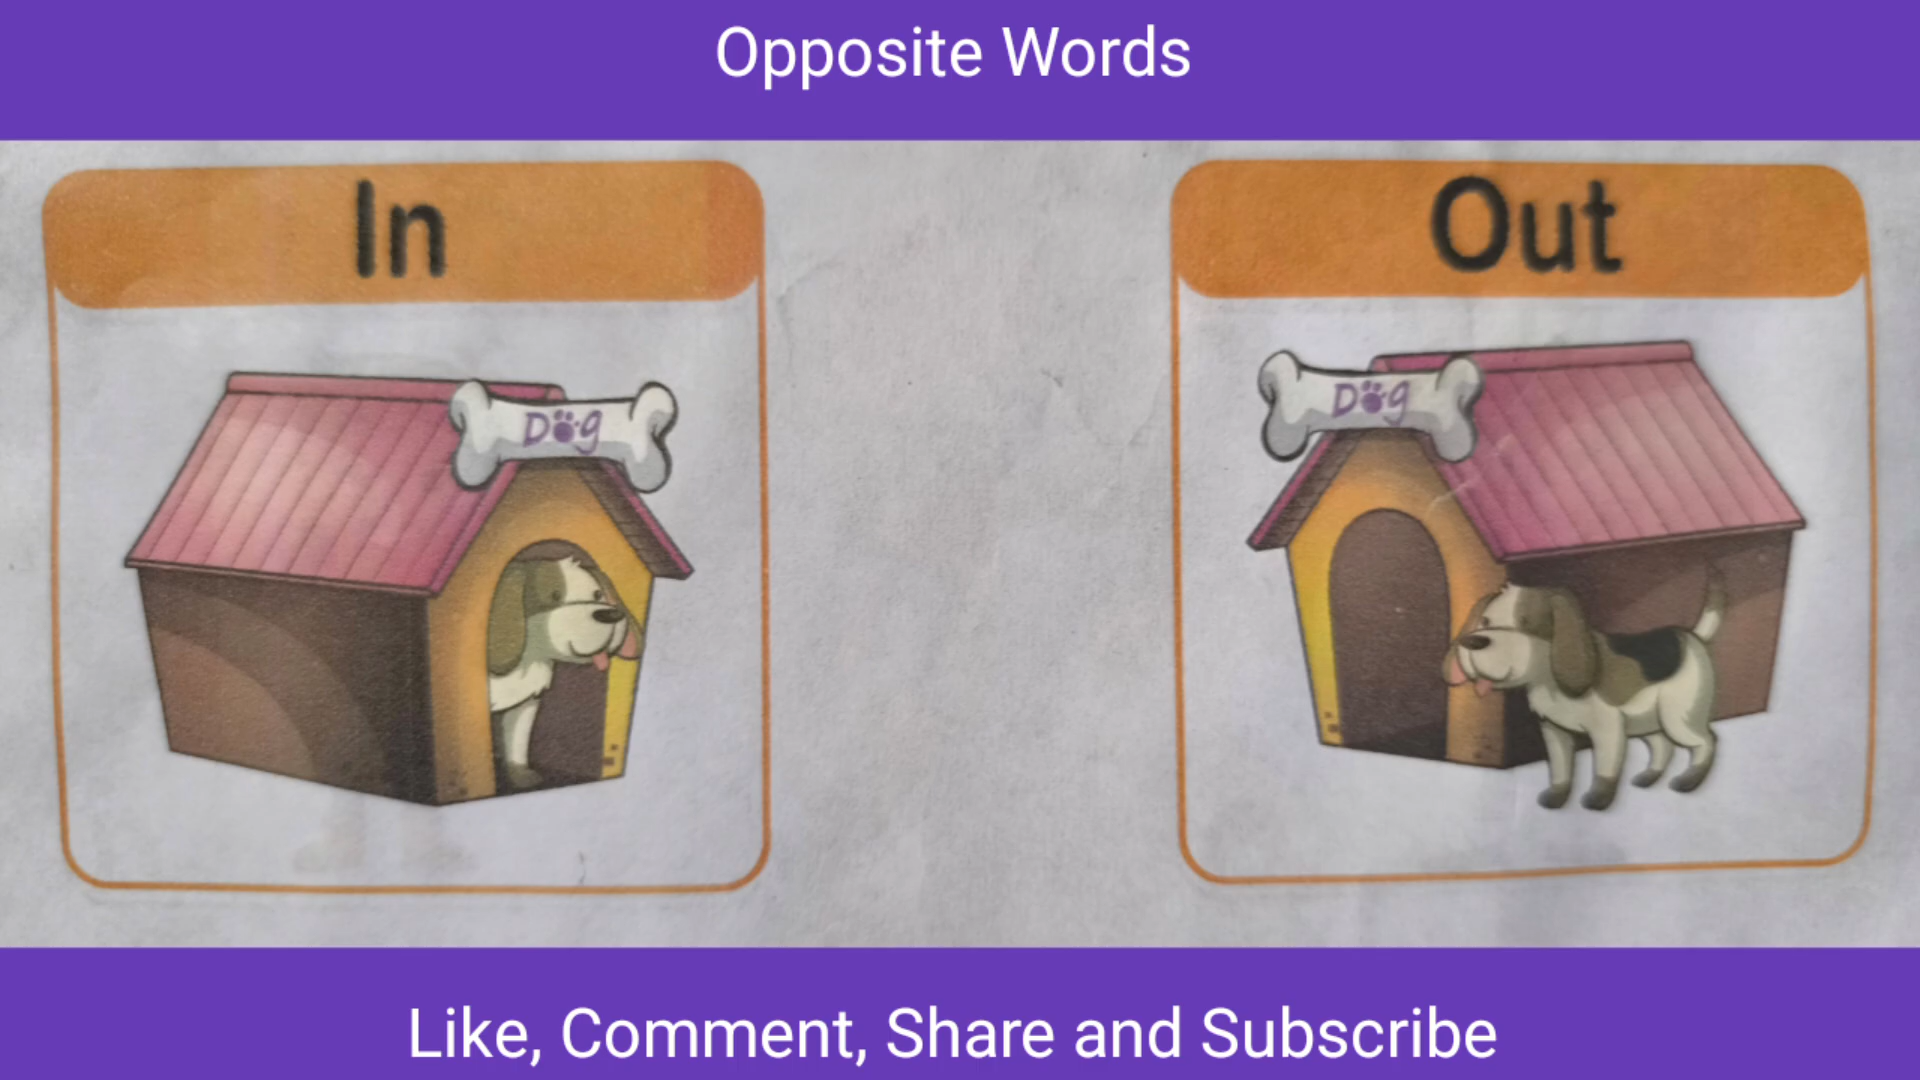 Opposite Words
In
Out
Dog
Dog
Like, Comment, Share and Subscribe